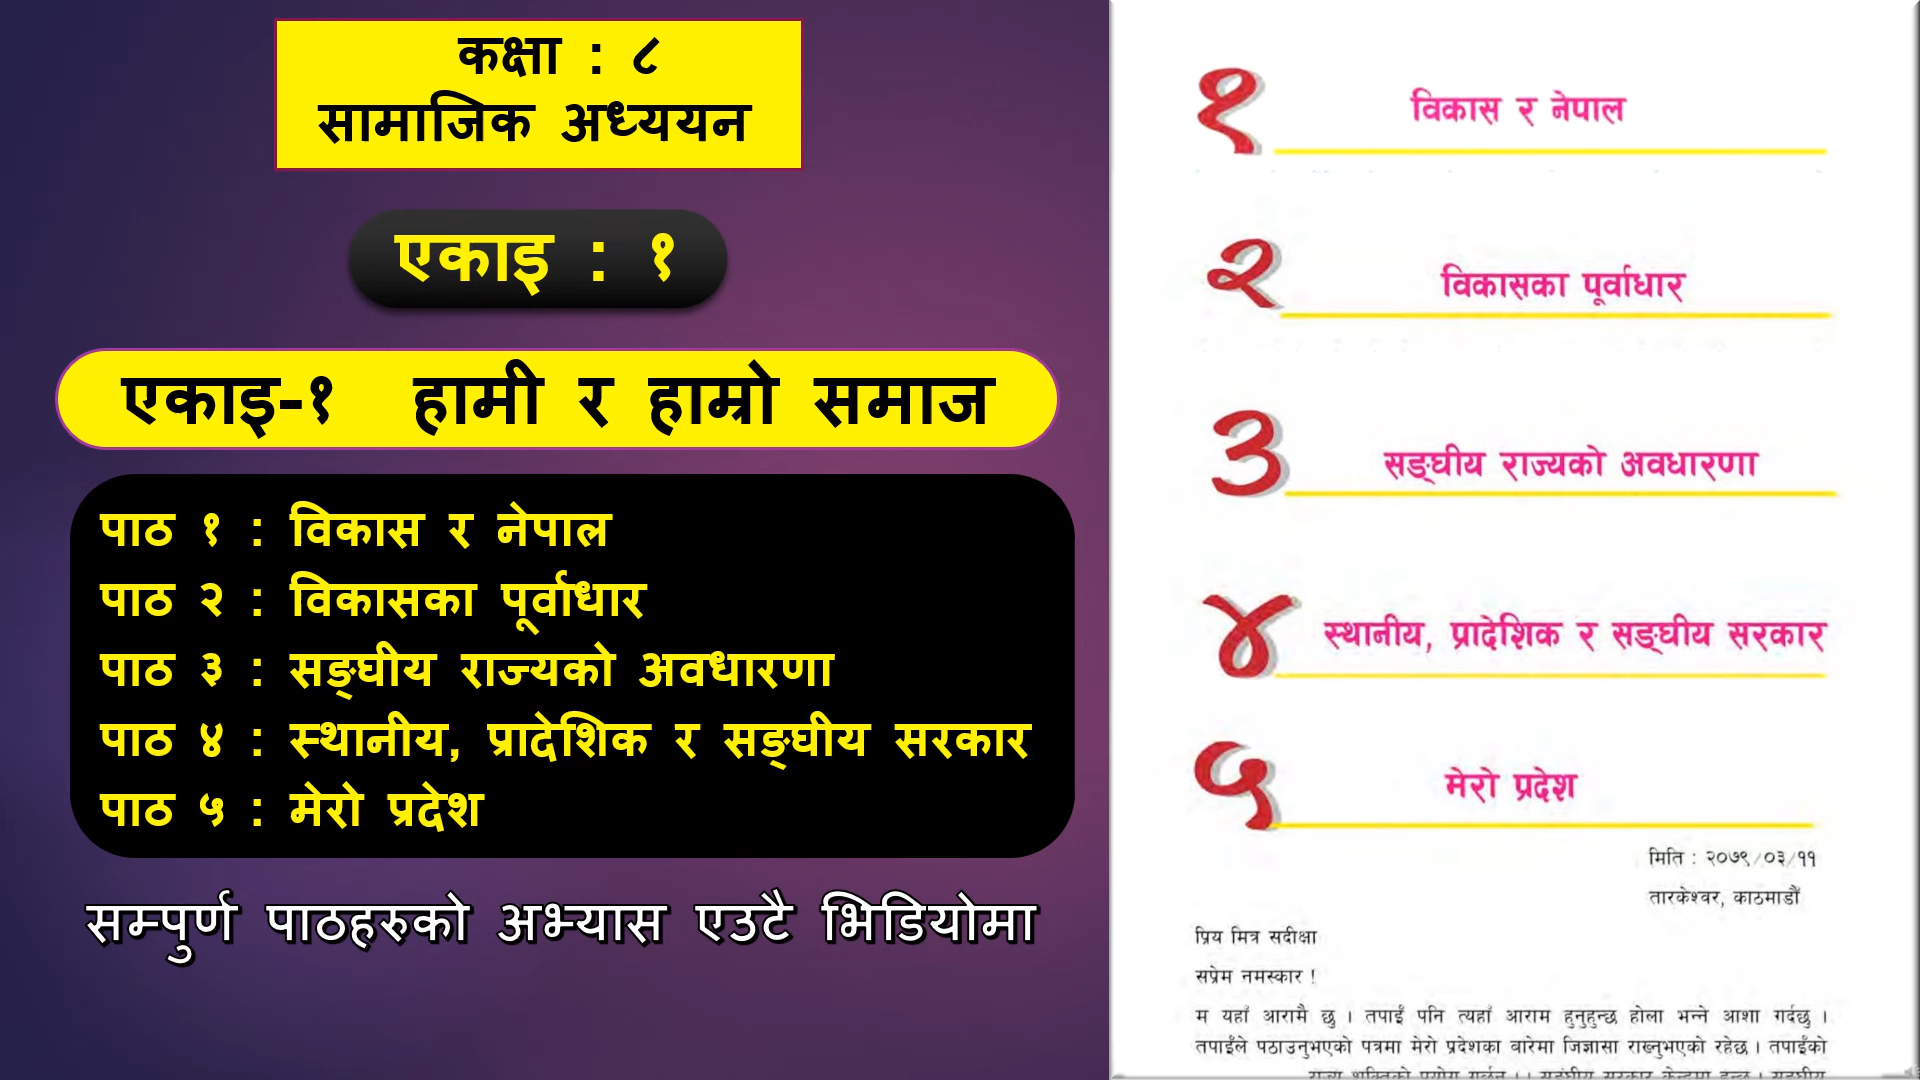 कक्षा : ८
सामाजिक अध्ययन
एकाइ : १
एकाइ-१ हामी र हाम्रो समाज
पाठ १ : विकास र नेपाल
पाठ २ : विकासका पूर्वाधार
पाठ ३ : सङ्घीय राज्यको अवधारणा
पाठ ४ : स्थानीय, प्रादेशिक र सङ्घीय सरकार
पाठ ५ : मेरो प्रदेश
सम्पुर्ण पाठहरुको अभ्यास एउटै भिडियोमा
१ विकास र नेपाल
२ विकासका पूर्वाधार
३ सङ्घीय राज्यको अवधारणा
४ स्थानीय, प्रादेशिक र सङ्घीय सरकार
५ मेरो प्रदेश
मिति : २०७९/०३/११
तारकेश्वर, काठमाडौँ
प्रिय मित्र सदीक्षा
सप्रेम नमस्कार !
म यहाँ आरामै छु । तपाईँ पनि त्यहाँ आराम हुनुहुन्छ होला भन्ने आशा गर्दछु ।
तपाईँले पठाउनुभएको पत्रमा मेरो प्रदेशका बारेमा जिज्ञासा राख्नुभएको रहेछ । तपाईँको